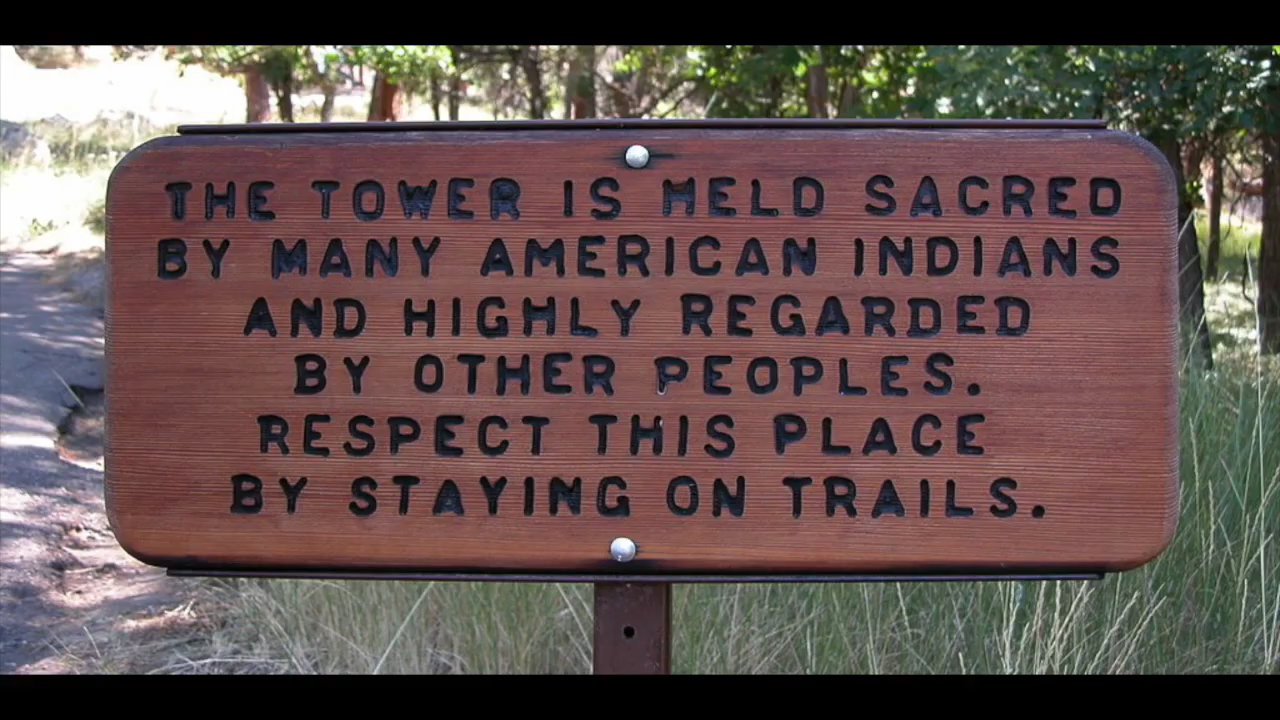 THE TOWER IS HELD SACRED
BY MANY AMERICAN INDIANS
AND HIGHLY REGARDED
BY OTHER PEOPLES.
RESPECT THIS PLACE
BY STAYING ON TRAILS.